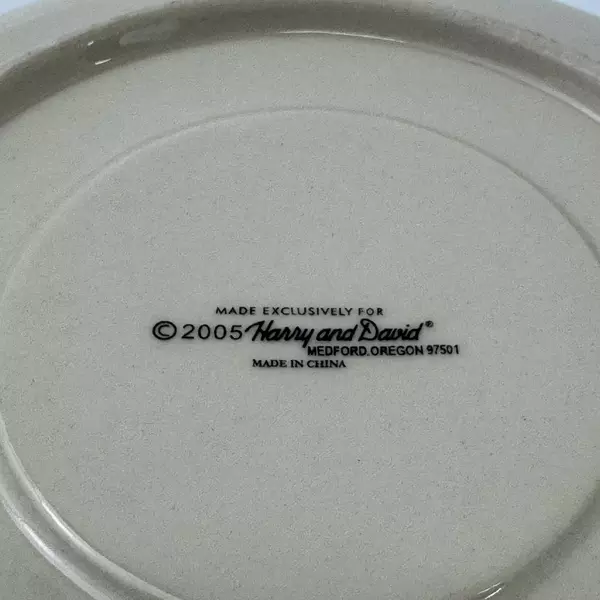 MADE EXCLUSIVELY FOR
© 2005 Harry and David®
MEDFORD.OREGON 97501
MADE IN CHINA